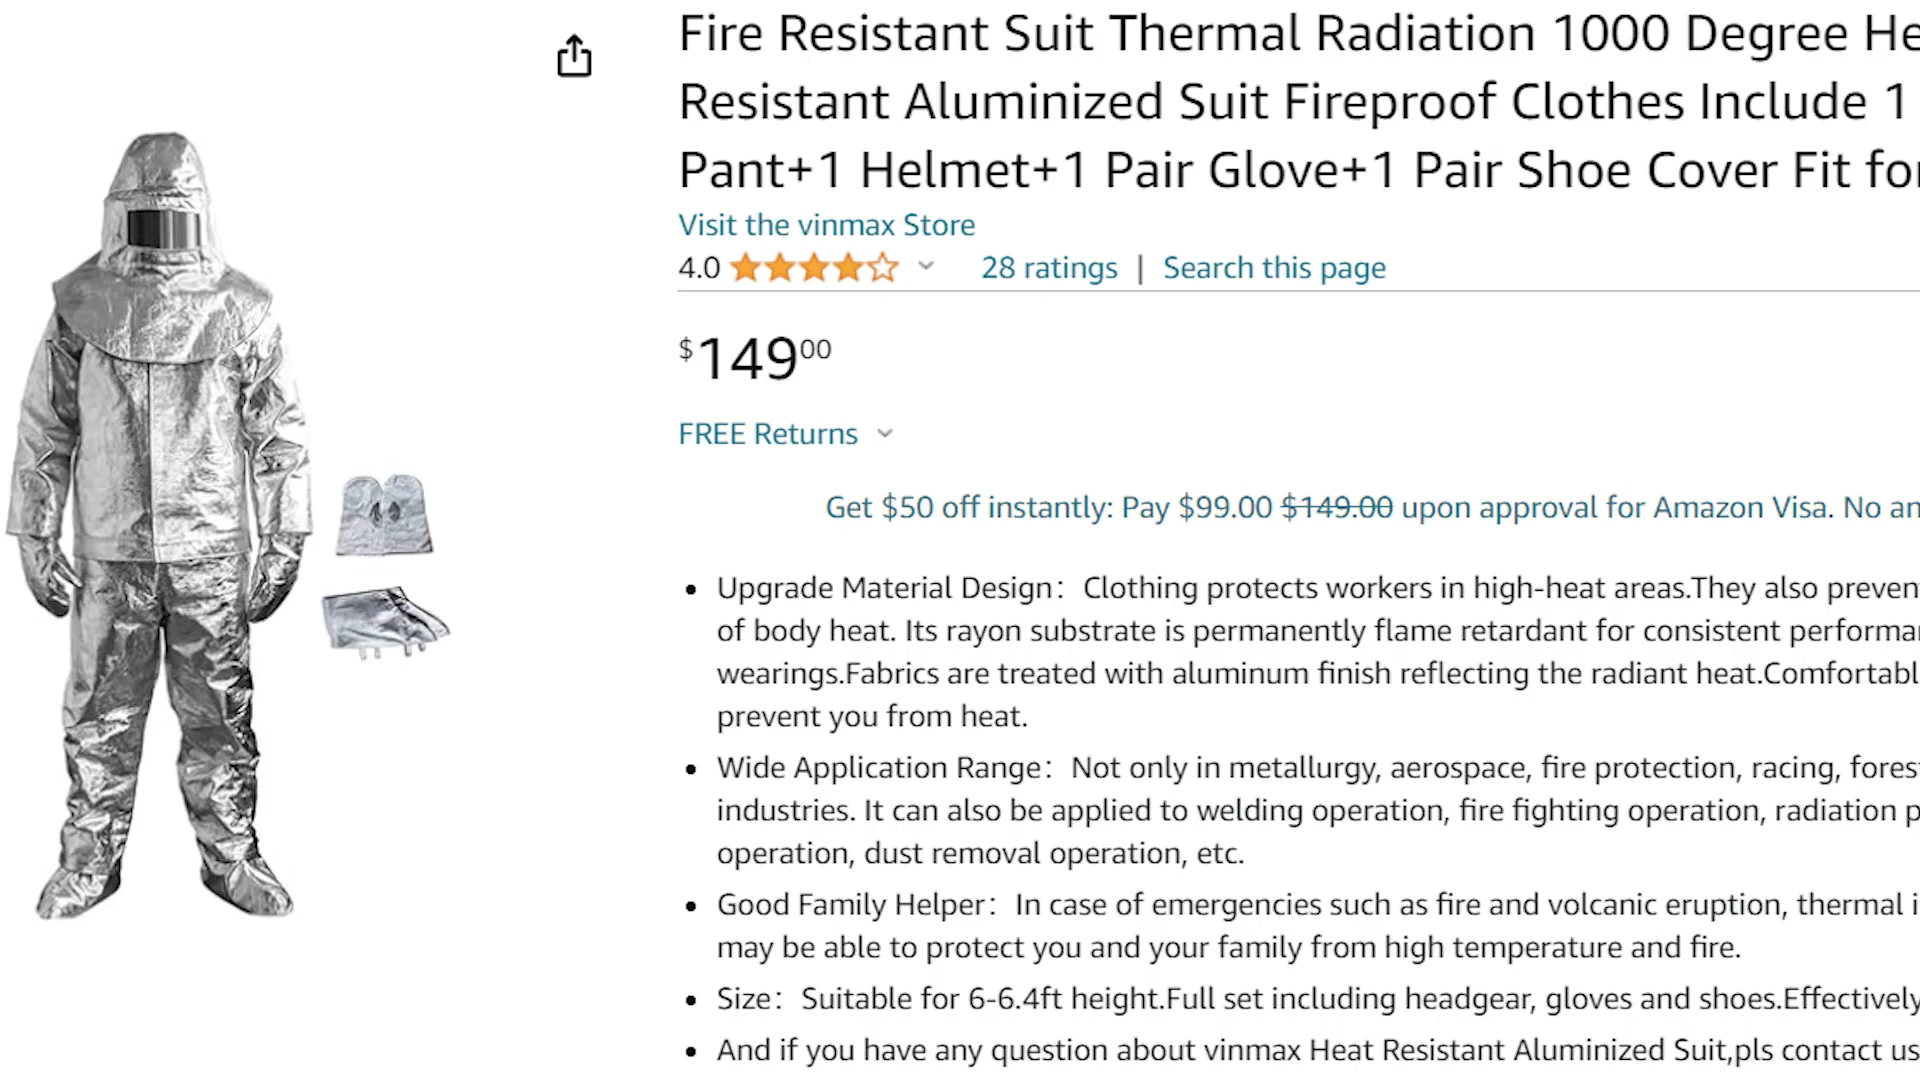 Fire Resistant Suit Thermal Radiation 1000 Degree He
Resistant Aluminized Suit Fireproof Clothes Include 1
Pant+1 Helmet+1 Pair Glove+1 Pair Shoe Cover Fit for
Visit the vinmax Store
4.0
28 ratings | Search this page
$14900
FREE Returns
Get $50 off instantly: Pay $99.00 $149.00 upon approval for Amazon Visa. No an
• Upgrade Material Design：Clothing protects workers in high-heat areas.They also preven
of body heat. Its rayon substrate is permanently flame retardant for consistent performa
wearings.Fabrics are treated with aluminum finish reflecting the radiant heat.Comfortabl
prevent you from heat.
• Wide Application Range：Not only in metallurgy, aerospace, fire protection, racing, fores
industries. It can also be applied to welding operation, fire fighting operation, radiation p
operation, dust removal operation, etc.
• Good Family Helper：In case of emergencies such as fire and volcanic eruption, thermal i
may be able to protect you and your family from high temperature and fire.
• Size：Suitable for 6-6.4ft height.Full set including headgear, gloves and shoes.Effectively
• And if you have any question about vinmax Heat Resistant Aluminized Suit,pls contact us